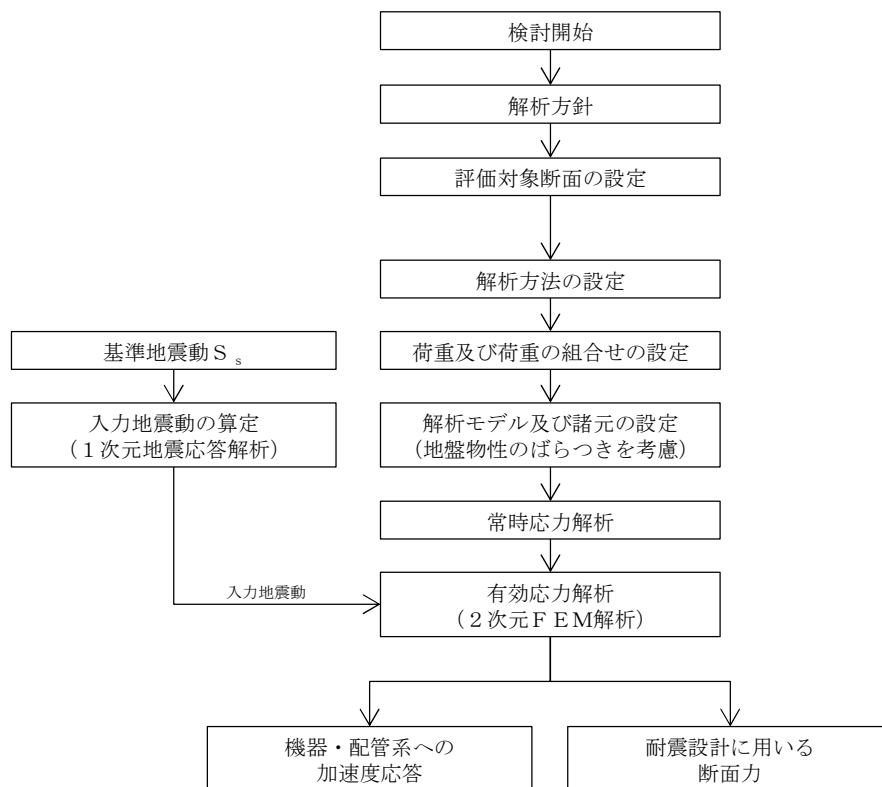 検討開始
解析方針
評価対象断面の設定
解析方法の設定
基準地震動Ｓs
荷重及び荷重の組合せの設定
入力地震動の算定
（１次元地震応答解析）
解析モデル及び諸元の設定
（地盤物性のばらつきを考慮）
常時応力解析
入力地震動
有効応力解析
（２次元ＦＥＭ解析）
機器・配管系への
加速度応答
耐震設計に用いる
断面力